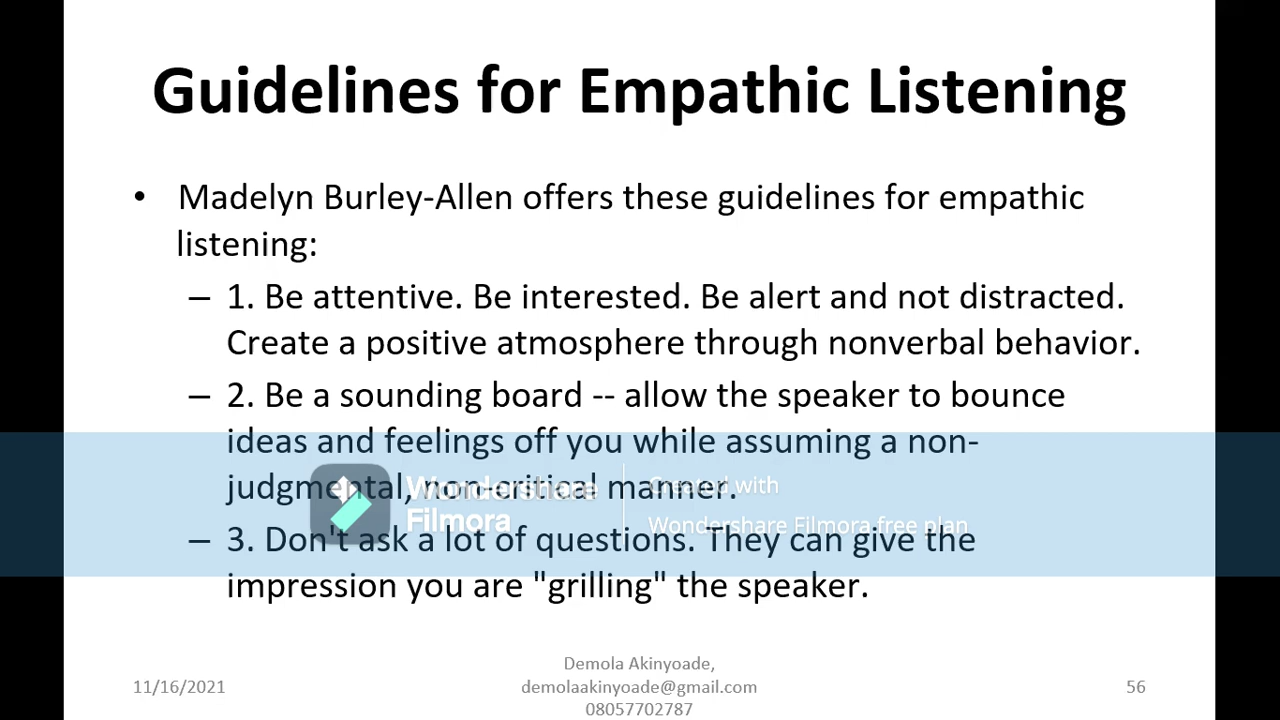 Guidelines for Empathic Listening
• Madelyn Burley-Allen offers these guidelines for empathic
listening:
– 1. Be attentive. Be interested. Be alert and not distracted.
Create a positive atmosphere through nonverbal behavior.
– 2. Be a sounding board -- allow the speaker to bounce
ideas and feelings off you while assuming a non-
judgmental, non-critical manner.
Wondershare
Filmora
Created with
Wondershare Filmora free plan
– 3. Don't ask a lot of questions. They can give the
impression you are "grilling" the speaker.
11/16/2021
Demola Akinyoade,
demolaakinyoade@gmail.com
08057702787
56